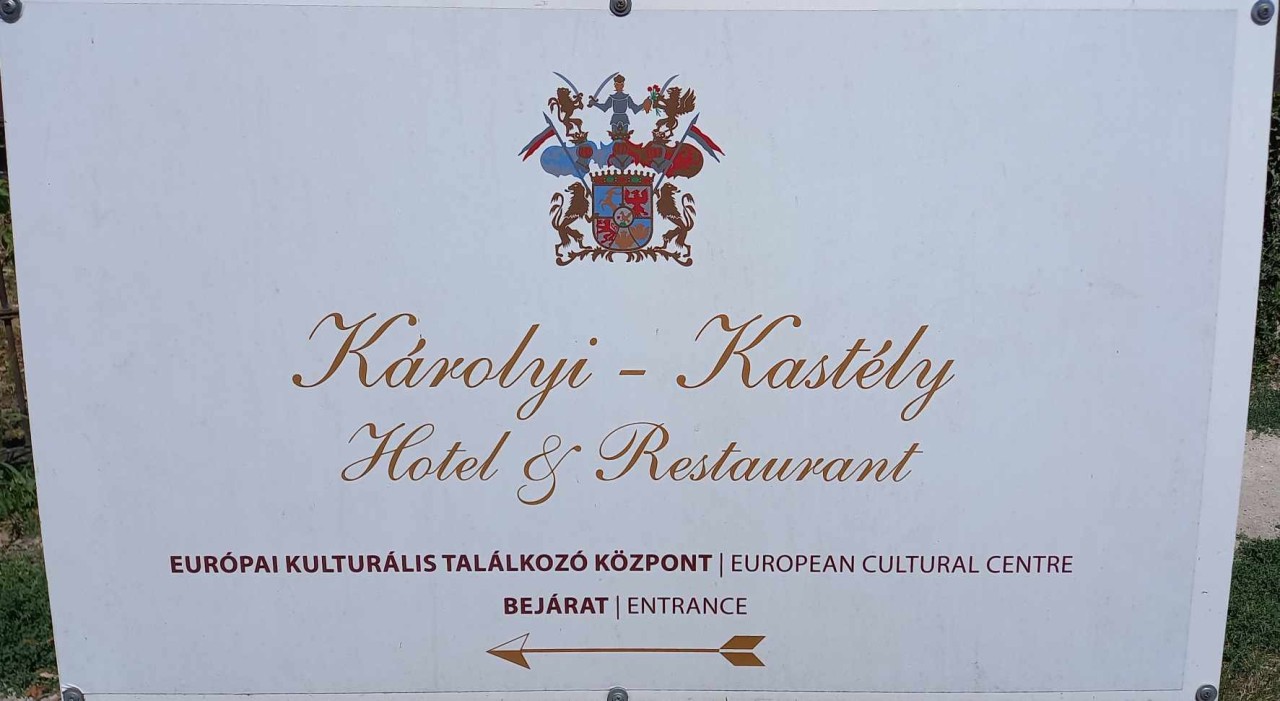 Károlyi - Kastély
Hotel & Restaurant
EURÓPAI KULTURÁLIS TALÁLKOZÓ KÖZPONT | EUROPEAN CULTURAL CENTRE
BEJÁRAT | ENTRANCE